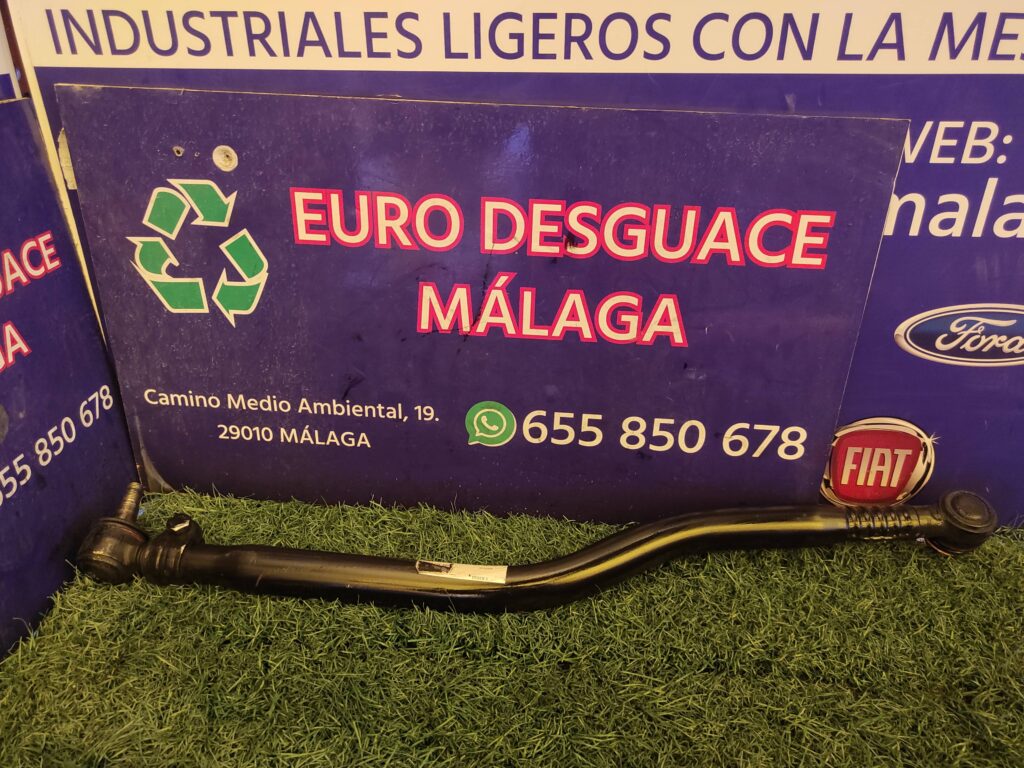 INDUSTRIALES LIGEROS CON LA ME
WEB:
mala
EURO DESGUACE
MÁLAGA
Camino Medio Ambiental, 19.
29010 MÁLAGA
655 850 678
Ford
FIAT
ACE
GA
655 850 678